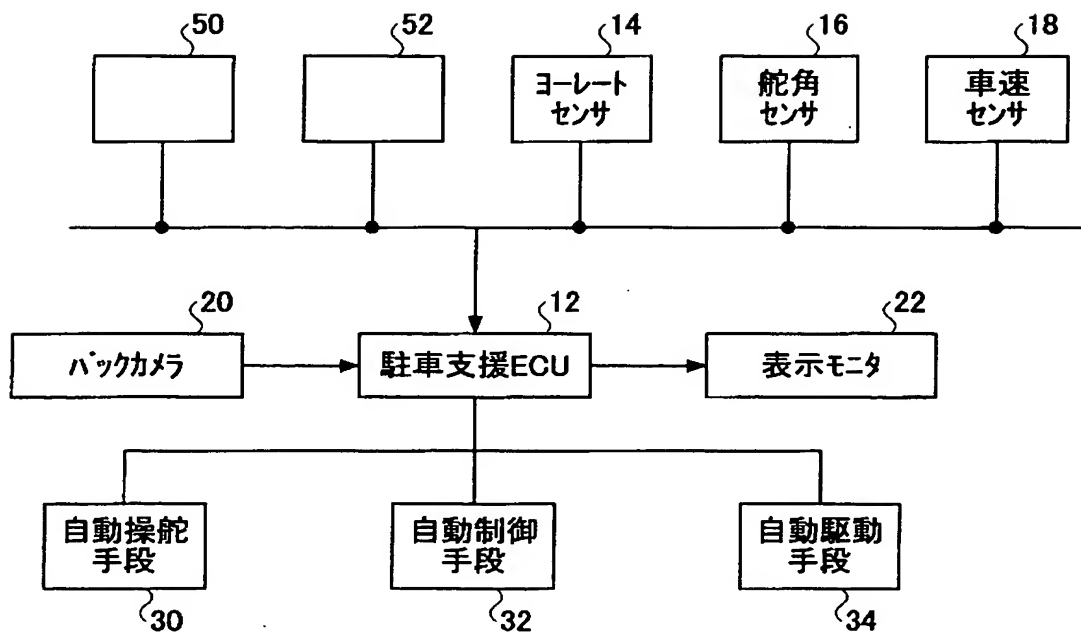 50
52
14
16
18
ヨーレート
センサ
舵角
センサ
車速
センサ
20
12
22
バックカメラ
駐車支援ECU
表示モニタ
自動操舵
手段
自動制御
手段
自動駆動
手段
30
32
34